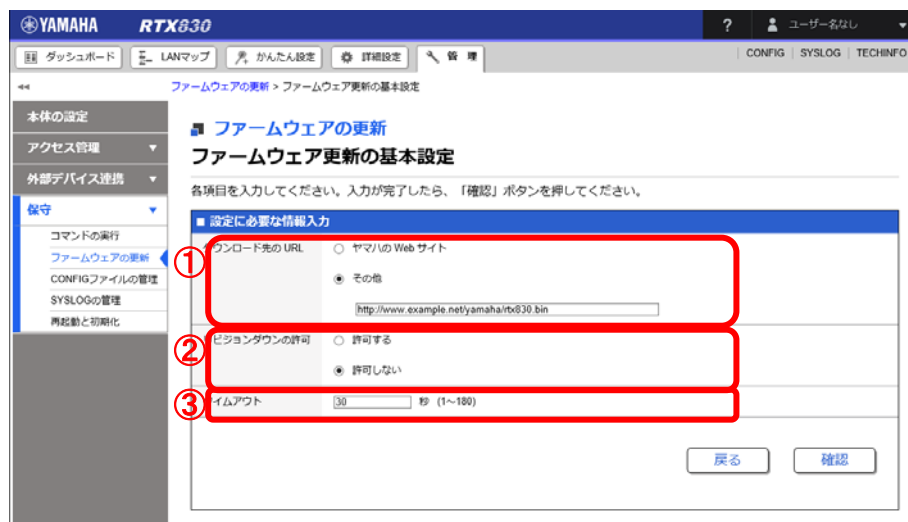 YAMAHA RTX830 ? ユーザー名なし
ダッシュボード LANマップ かんたん設定 詳細設定 管理 CONFIG SYSLOG TECHINFO
ファームウェアの更新 > ファームウェア更新の基本設定
本体の設定
アクセス管理
外部デバイス連携
保守
コマンドの実行
ファームウェアの更新
CONFIGファイルの管理
SYSLOGの管理
再起動と初期化
ファームウェアの更新
ファームウェア更新の基本設定
各項目を入力してください。入力が完了したら、「確認」ボタンを押してください。
■ 設定に必要な情報入力
①
ウンロード先の URL ヤマハの Web サイト
その他
http://www.example.net/yamaha/rtx830.bin
②
ビジョンダウンの許可 許可する
許可しない
③
イムアウト 30 秒 (1~180)
戻る 確認